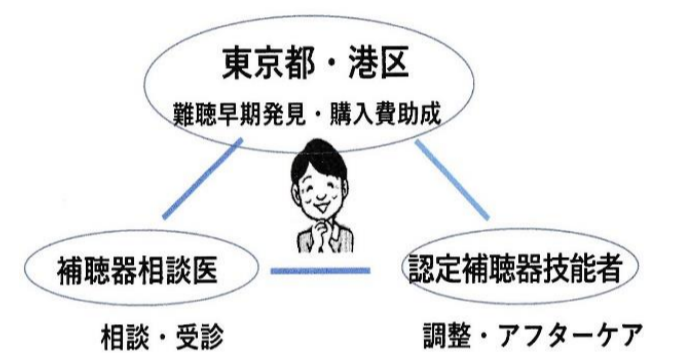 東京都・港区
難聴早期発見・購入費助成
補聴器相談医
認定補聴器技能者
相談・受診
調整・アフターケア